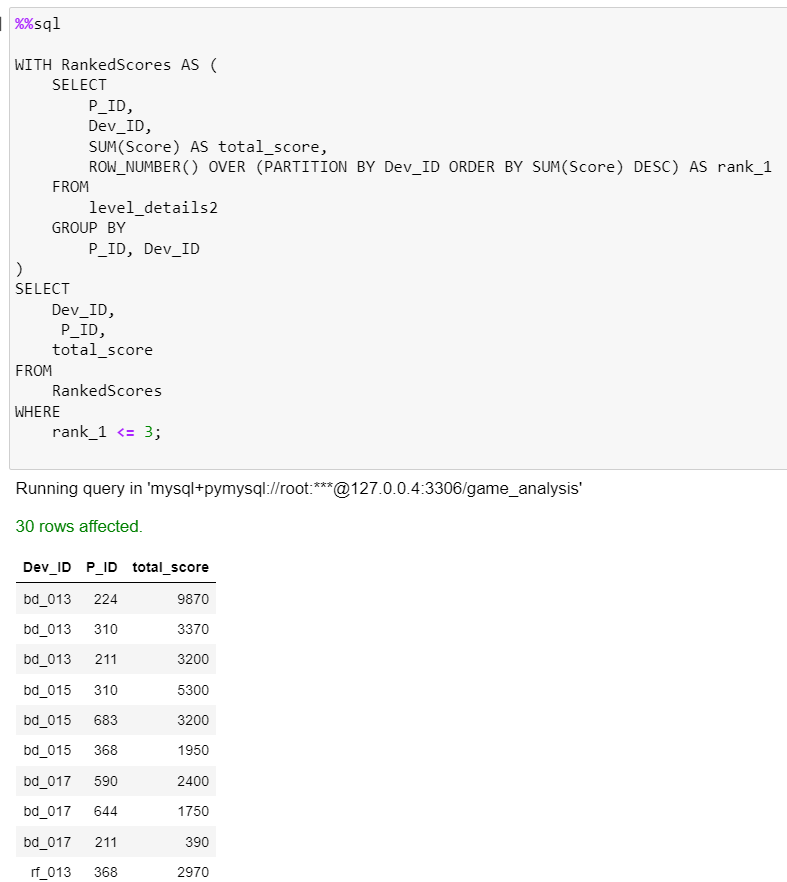 %%sql
WITH RankedScores AS (
    SELECT
        P_ID,
        Dev_ID,
        SUM(Score) AS total_score,
        ROW_NUMBER() OVER (PARTITION BY Dev_ID ORDER BY SUM(Score) DESC) AS rank_1
    FROM
        level_details2
    GROUP BY
        P_ID, Dev_ID
)
SELECT
    Dev_ID,
     P_ID,
    total_score
FROM
    RankedScores
WHERE
    rank_1 <= 3;
Running query in 'mysql+pymysql://root:***@127.0.0.4:3306/game_analysis'
30 rows affected.
Dev_ID P_ID total_score
bd_013 224 9870
bd_013 310 3370
bd_013 211 3200
bd_015 310 5300
bd_015 683 3200
bd_015 368 1950
bd_017 590 2400
bd_017 644 1750
bd_017 211 390
rf_013 368 2970